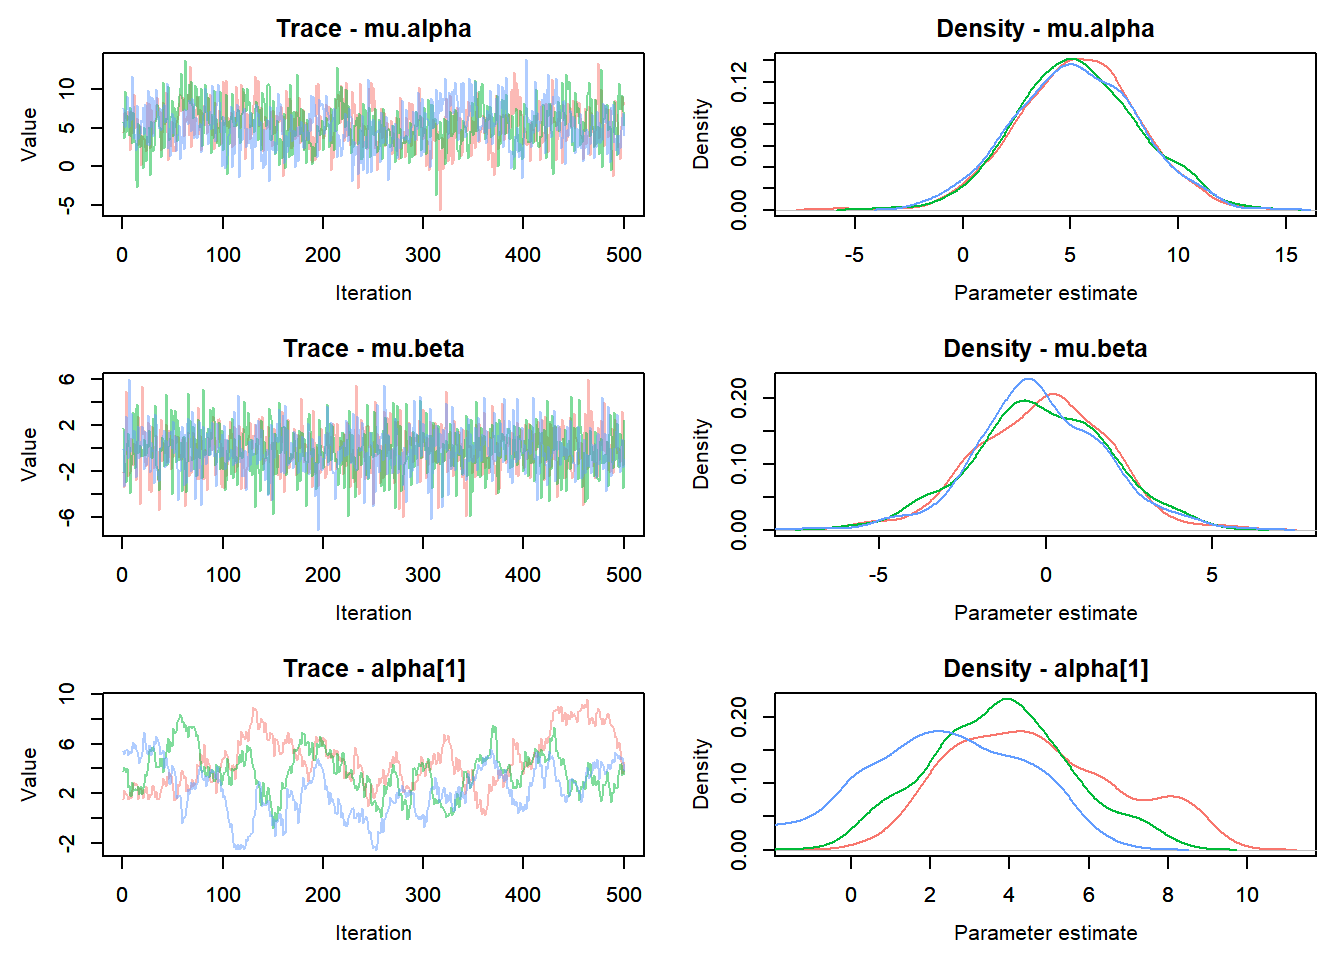 Trace - mu.alpha
Value
-5 0 5 10
0 100 200 300 400 500
Iteration
Density - mu.alpha
Density
0.00 0.06 0.12
-5 0 5 10 15
Parameter estimate
Trace - mu.beta
Value
-6 -2 2 6
0 100 200 300 400 500
Iteration
Density - mu.beta
Density
0.00 0.10 0.20
-5 0 5
Parameter estimate
Trace - alpha[1]
Value
-2 2 6 10
0 100 200 300 400 500
Iteration
Density - alpha[1]
Density
0.00 0.10 0.20
0 2 4 6 8 10
Parameter estimate